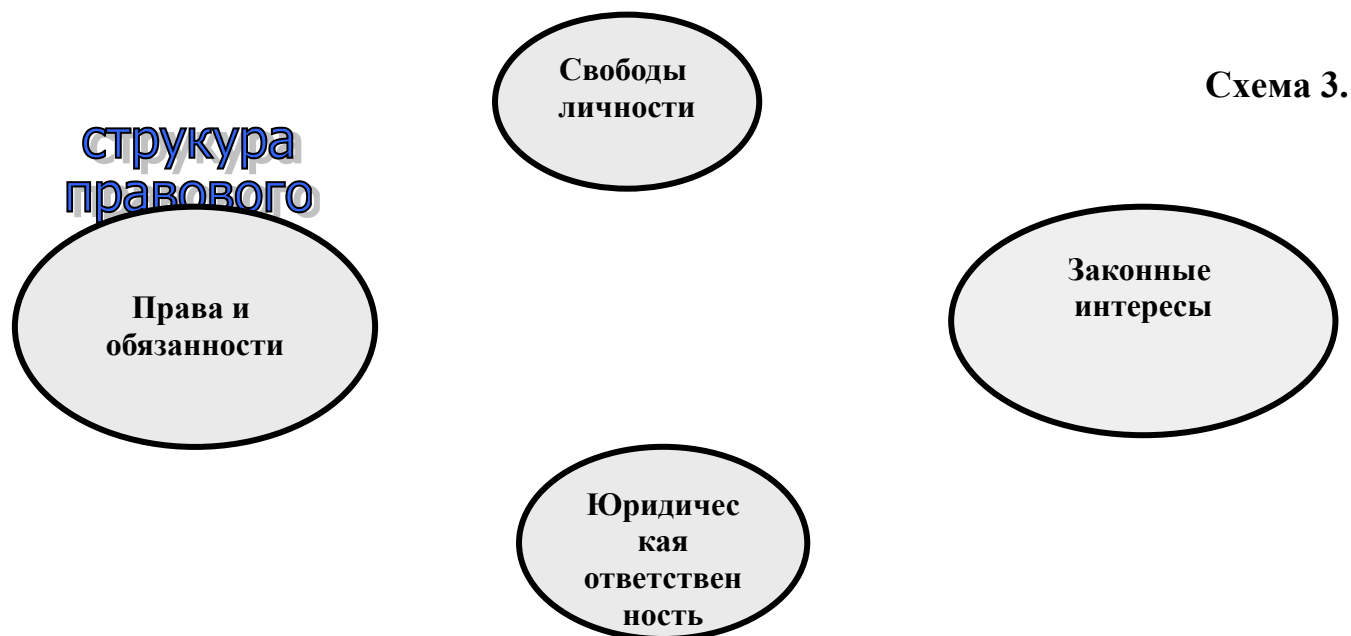 Свободы
личности
Схема 3.
струкура
правового
Права и
обязанности
Законные
интересы
Юридичес
кая
ответствен
ность